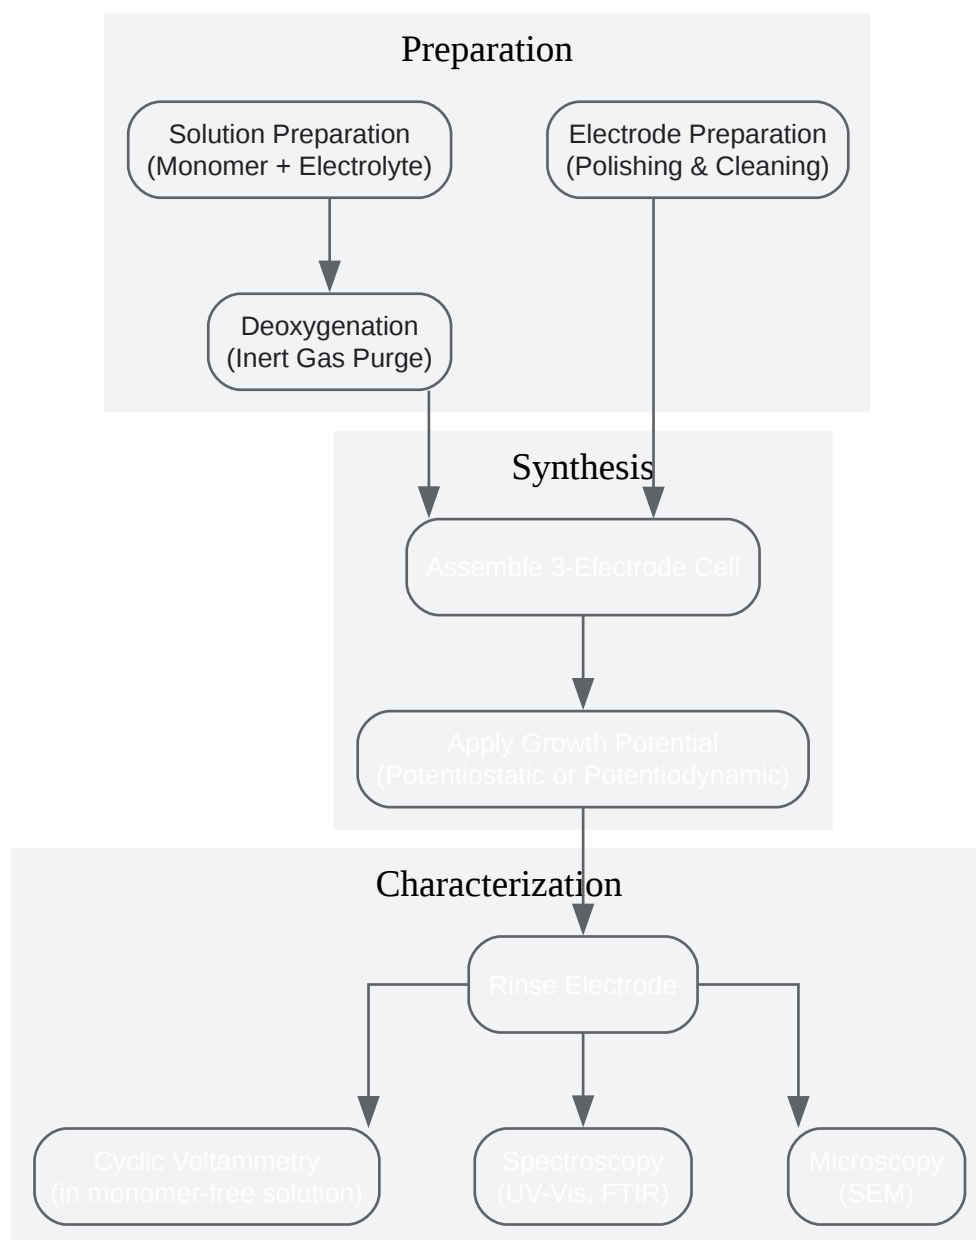 Preparation
Solution Preparation
(Monomer + Electrolyte)
Electrode Preparation
(Polishing & Cleaning)
Deoxygenation
(Inert Gas Purge)
Synthesis
Assemble 3-Electrode Cell
Apply Growth Potential
(Potentiostatic or Potentiodynamic)
Characterization
Rinse Electrode
Cyclic Voltammetry
(in monomer-free solution)
Spectroscopy
(UV-Vis, FTIR)
Microscopy
(SEM)